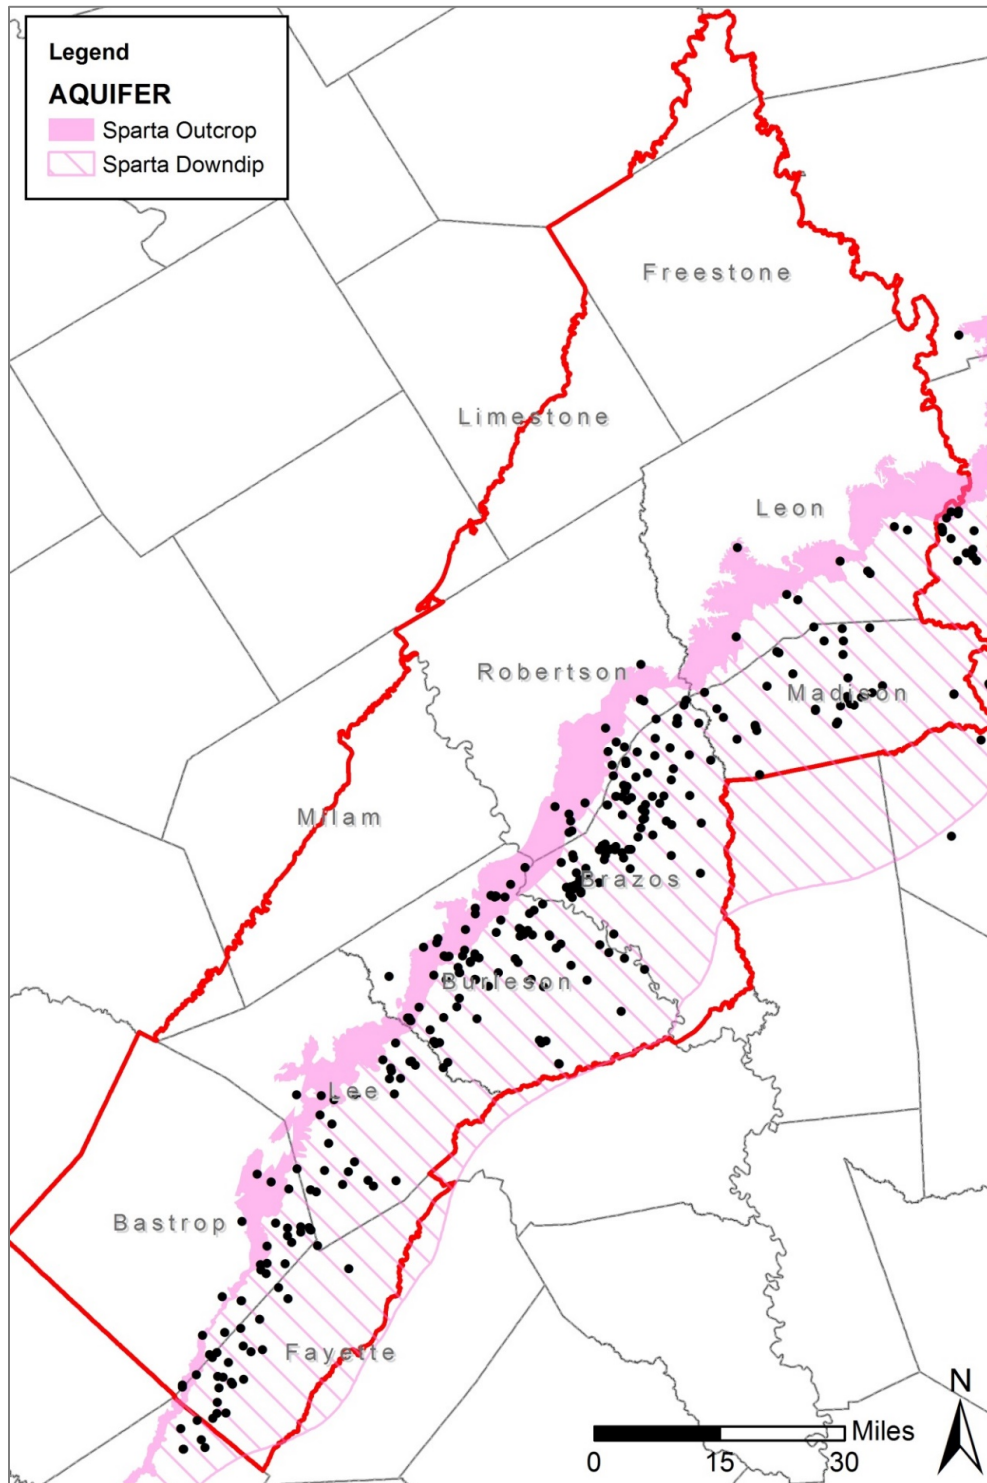 Legend
AQUIFER
Sparta Outcrop
Sparta Downdip
Freestone
Limestone
Leon
Robertson
Madison
Milam
Brazos
Burleson
Lee
Bastrop
Fayette
N
Miles
0 15 30